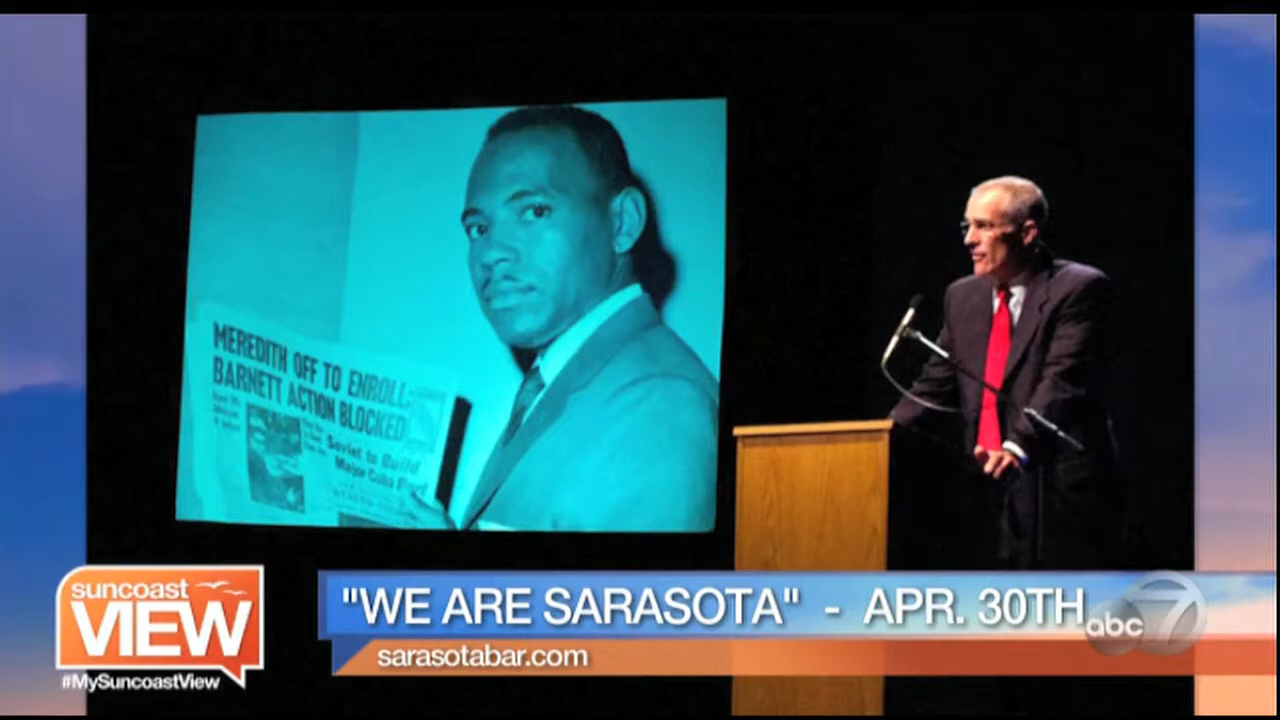 MEREDITH OFF TO ENROLL;
BARNETT ACTION BLOCKED
Soviet to Build
Major Cuba
suncoast
VIEW
#MySuncoastView
"WE ARE SARASOTA" - APR. 30TH
sarasotabar.com
abc 7